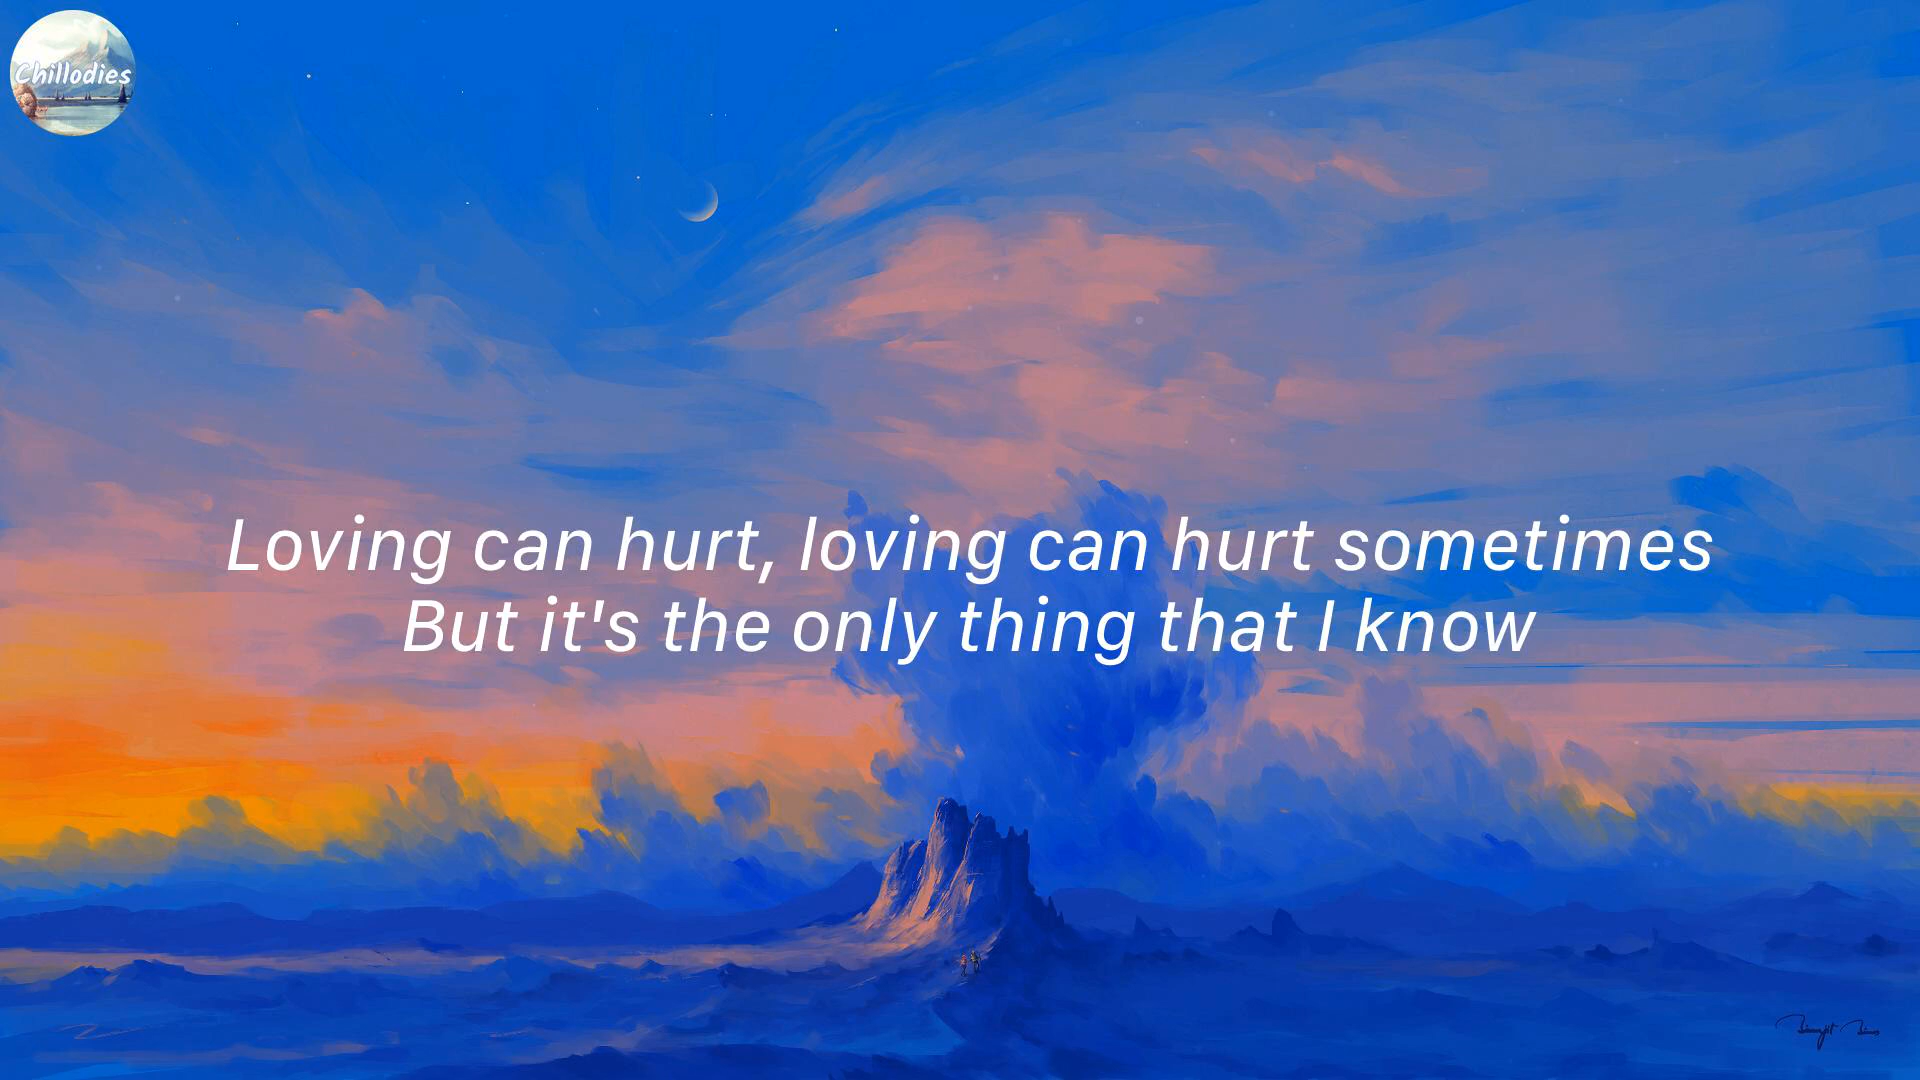 Chillodies
Loving can hurt, loving can hurt sometimes
But it's the only thing that I know